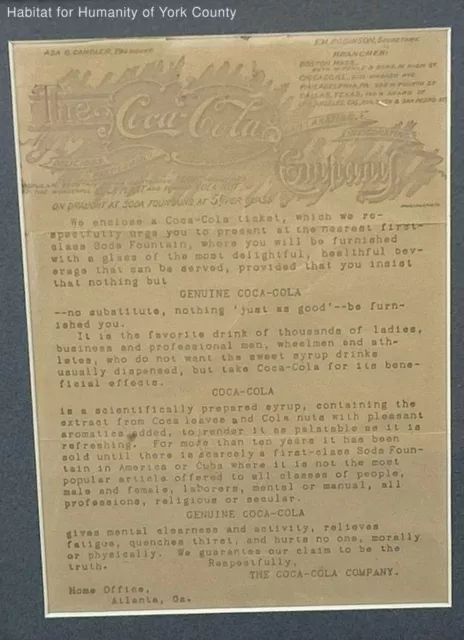 Habitat for Humanity of York County
ASA G. CANDLER, PRESIDENT
F.H. ROBINSON, SECRETARY
BRANCHES:
BOSTON MASS.
PHILADELPHIA, PA.
DALLAS, TEXAS,
LOS ANGELES, CAL.
The Coca-Cola
Company
ON DRAUGHT AT SODA FOUNTAINS AT 5¢ PER GLASS
We enclose a Coca-Cola ticket, which we re-
spectfully urge you to present at the nearest first-
class Soda Fountain, where you will be furnished
with a glass of the most delightful, healthful bev-
erage that can be served, provided that you insist
that nothing but
GENUINE COCA-COLA
--no substitute, nothing 'just as good'--be furn-
ished you.
It is the favorite drink of thousands of ladies,
business and professional men, wheelmen and ath-
letes, who do not want the sweet syrup drinks
usually dispensed, but take Coca-Cola for its bene-
ficial effects.
COCA-COLA
is a scientifically prepared syrup, containing the
extract from Coca leaves and Cola nuts with pleasant
aromatics added, to render it as palatable as it is
refreshing. For more than ten years it has been
sold until there is scarcely a first-class Soda Foun-
tain in America or Cuba where it is not the most
popular article offered to all classes of people,
male and female, laborers, mental or manual, all
professions, religious or secular.
GENUINE COCA-COLA
gives mental clearness and activity, relieves
fatigue, quenches thirst, and hurts no one, morally
or physically. We guarantee our claim to be the
truth.
Respectfully,
THE COCA-COLA COMPANY.
Home Office,
Atlanta, Ga.